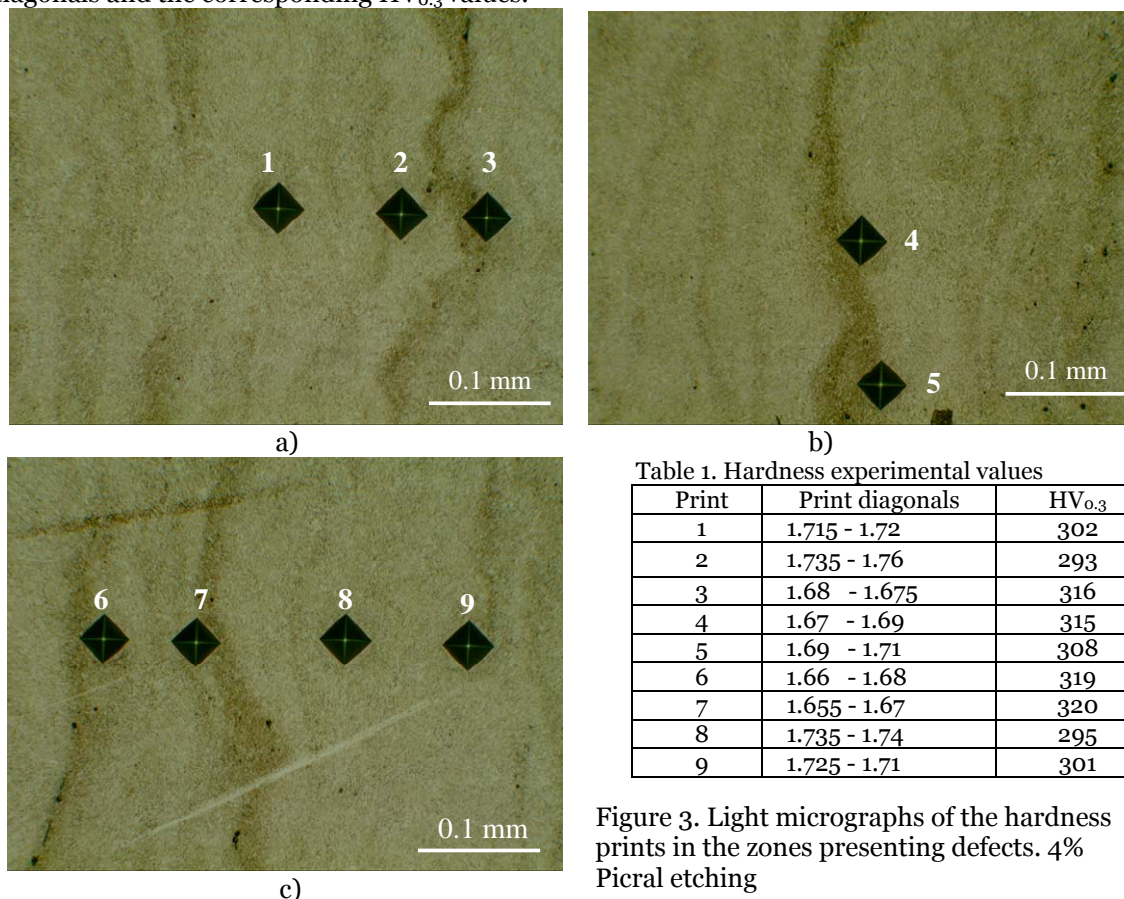 iagonals and the corresponding HV0.3 values.
1
2
3
0.1 mm
a)
4
5
0.1 mm
b)
6
7
8
9
0.1 mm
c)
Table 1. Hardness experimental values
Print Print diagonals HV0.3
1 1.715 - 1.72 302
2 1.735 - 1.76 293
3 1.68 - 1.675 316
4 1.67 - 1.69 315
5 1.69 - 1.71 308
6 1.66 - 1.68 319
7 1.655 - 1.67 320
8 1.735 - 1.74 295
9 1.725 - 1.71 301
Figure 3. Light micrographs of the hardness
prints in the zones presenting defects. 4%
Picral etching